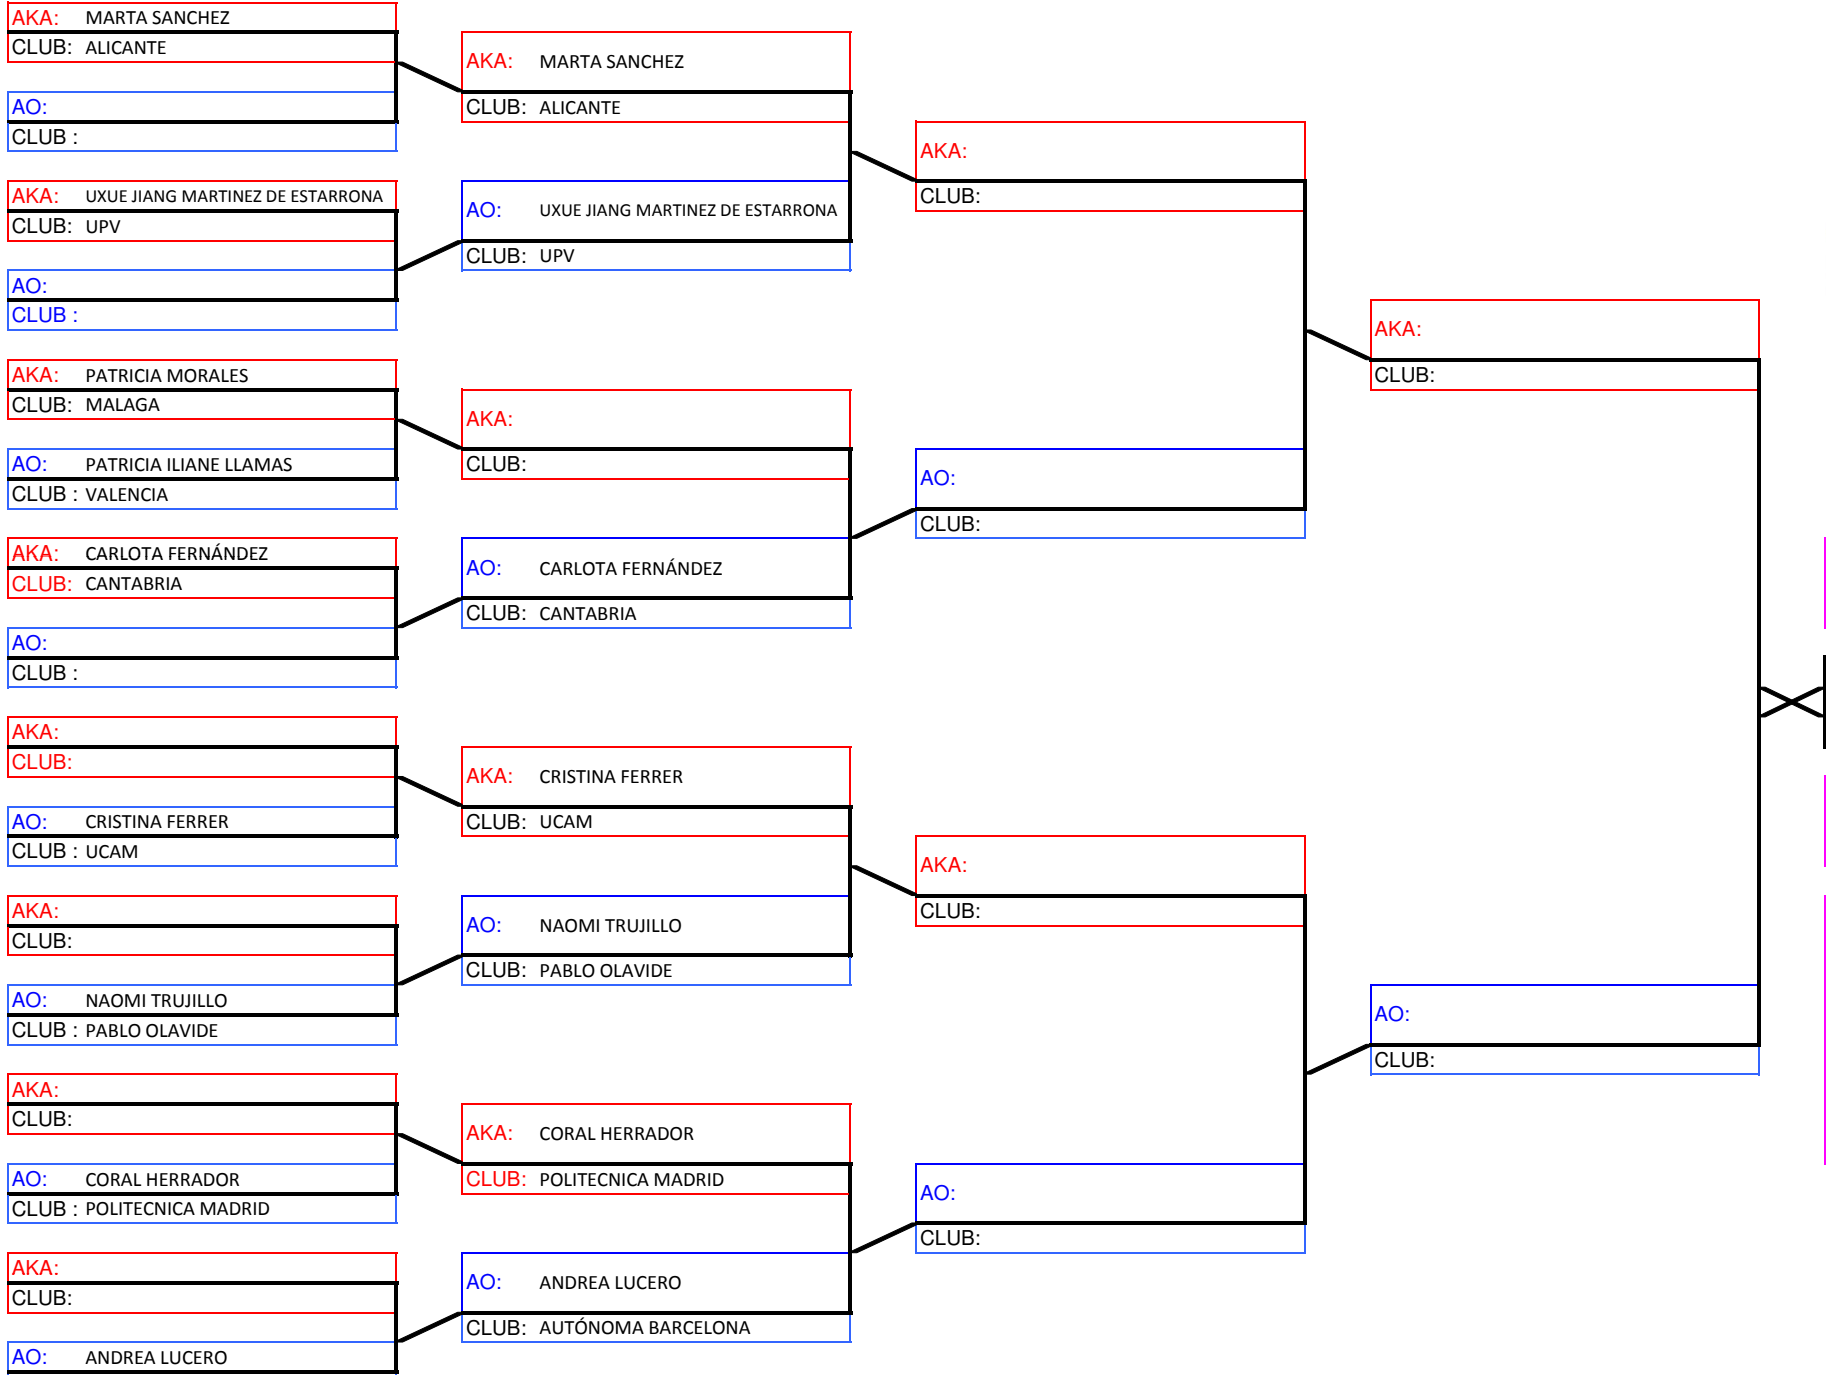 AKA: MARTA SANCHEZ
CLUB: ALICANTE
AO:
CLUB :
AKA: UXUE JIANG MARTINEZ DE ESTARRONA
CLUB: UPV
AO:
CLUB :
AKA: PATRICIA MORALES
CLUB: MALAGA
AO: PATRICIA ILIANE LLAMAS
CLUB : VALENCIA
AKA: CARLOTA FERNÁNDEZ
CLUB: CANTABRIA
AO:
CLUB :
AKA:
CLUB:
AO: CRISTINA FERRER
CLUB : UCAM
AKA:
CLUB:
AO: NAOMI TRUJILLO
CLUB : PABLO OLAVIDE
AKA:
CLUB:
AO: CORAL HERRADOR
CLUB : POLITECNICA MADRID
AKA:
CLUB:
AO: ANDREA LUCERO
AKA: MARTA SANCHEZ
CLUB: ALICANTE
AO: UXUE JIANG MARTINEZ DE ESTARRONA
CLUB: UPV
AKA:
CLUB:
AO: CARLOTA FERNÁNDEZ
CLUB: CANTABRIA
AKA: CRISTINA FERRER
CLUB: UCAM
AO: NAOMI TRUJILLO
CLUB: PABLO OLAVIDE
AKA: CORAL HERRADOR
CLUB: POLITECNICA MADRID
AO: ANDREA LUCERO
CLUB: AUTÓNOMA BARCELONA
AKA:
CLUB:
AO:
CLUB:
AKA:
CLUB:
AO:
CLUB:
AKA:
CLUB:
AO:
CLUB: